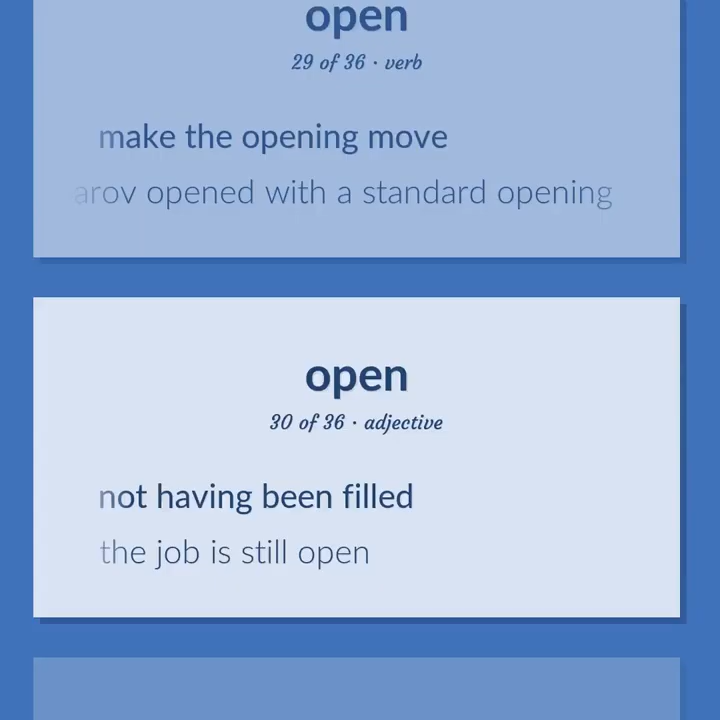 open
29 of 36 · verb
make the opening move
arov opened with a standard opening
open
30 of 36 · adjective
not having been filled
the job is still open